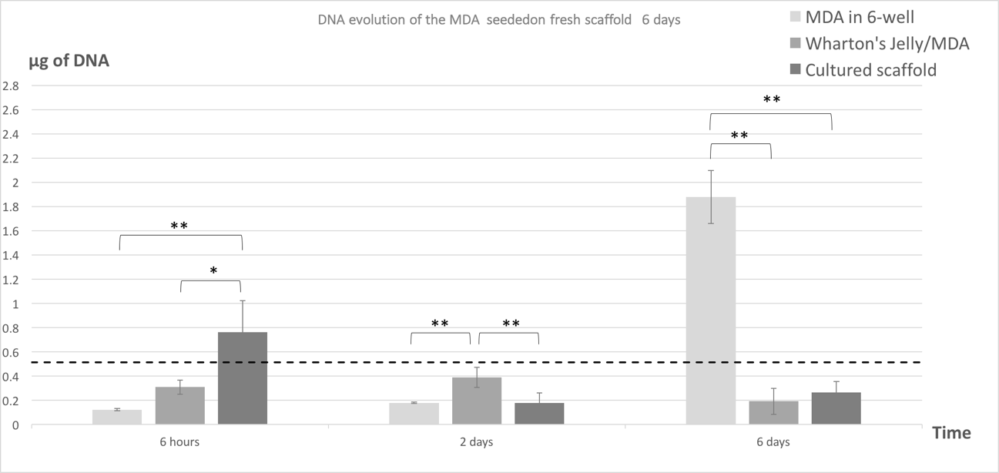 DNA evolution of the MDA seededon fresh scaffold 6 days
MDA in 6-well
Wharton's Jelly/MDA
Cultured scaffold
µg of DNA
2.8
2.6
2.4
2.2
2
1.8
1.6
1.4
1.2
1
0.8
0.6
0.4
0.2
0
**
*
**
**
**
**
6 hours
2 days
6 days
Time